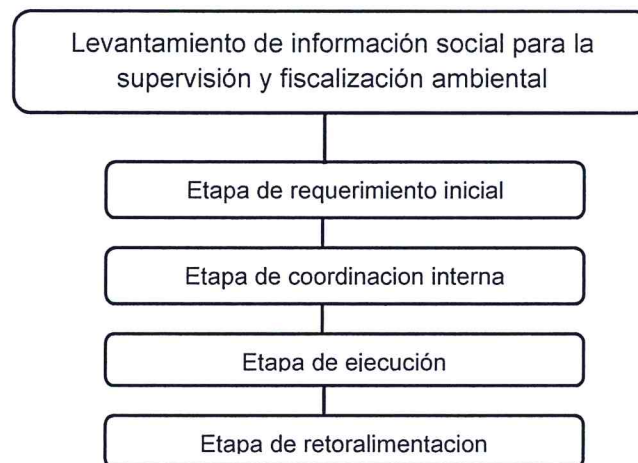 Levantamiento de información social para la
supervisión y fiscalización ambiental
Etapa de requerimiento inicial
Etapa de coordinacion interna
Etapa de ejecución
Etapa de retoralimentacion